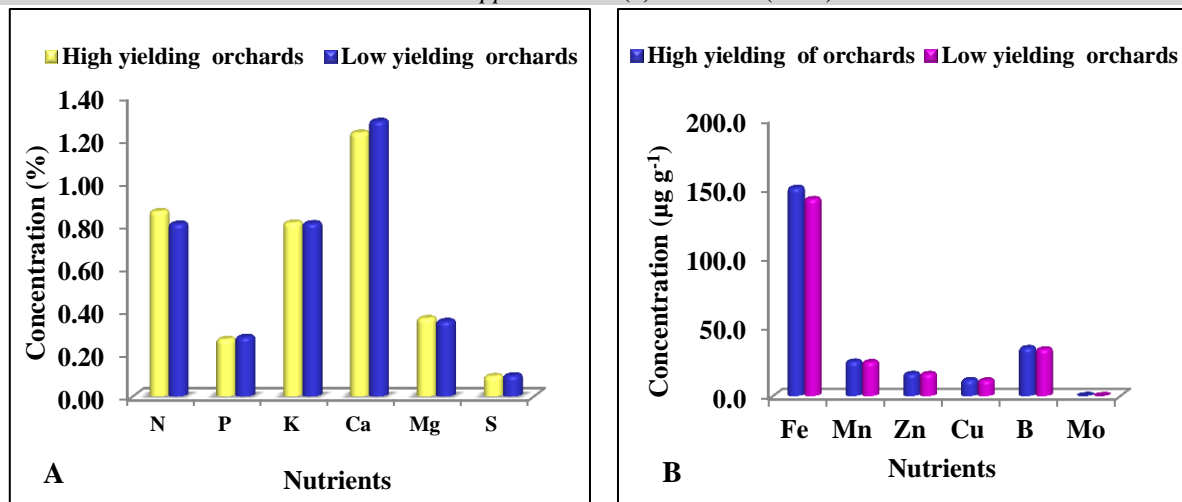 High yielding orchards Low yielding orchards
Concentration (%)
1.40
1.20
1.00
0.80
0.60
0.40
0.20
0.00
N P K Ca Mg S
A
Nutrients
High yielding of orchards Low yielding orchards
Concentration (µg g-1)
200.0
150.0
100.0
50.0
0.0
Fe Mn Zn Cu B Mo
B
Nutrients